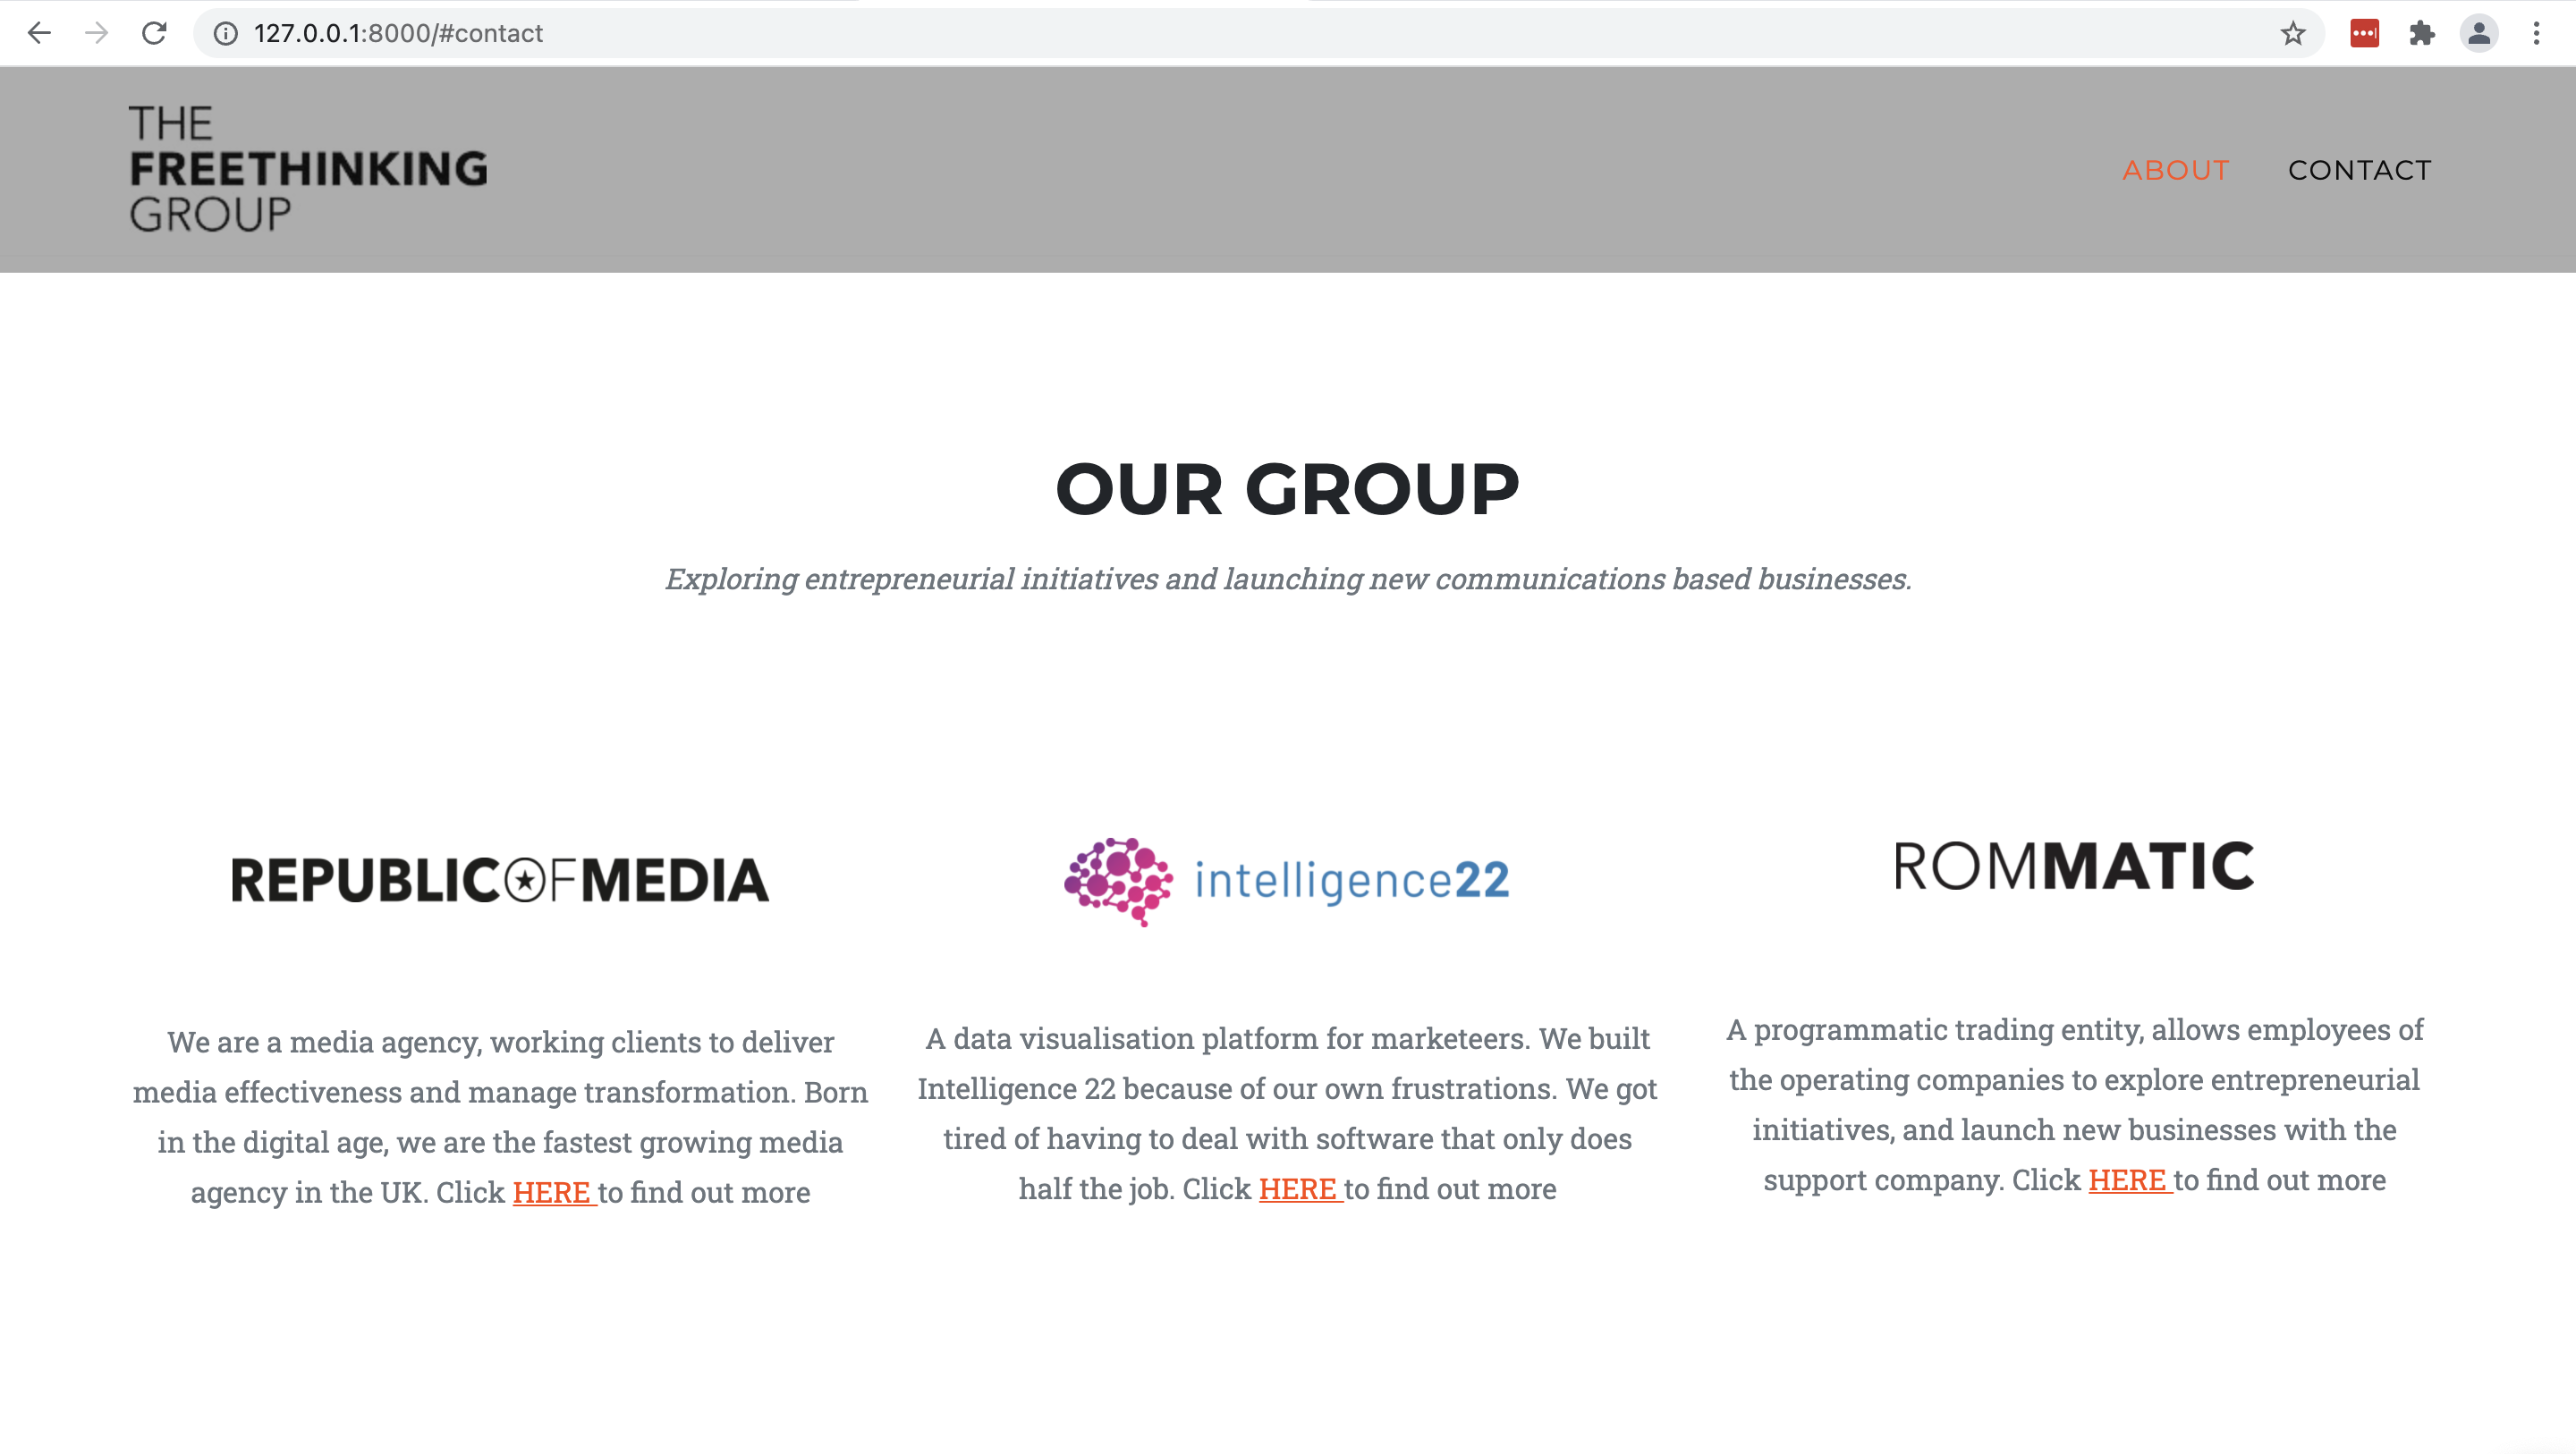 127.0.0.1:8000/#contact
THE
FREETHINKING
GROUP
ABOUT
CONTACT
OUR GROUP
Exploring entrepreneurial initiatives and launching new communications based businesses.
REPUBLICOFMEDIA
We are a media agency, working clients to deliver
media effectiveness and manage transformation. Born
in the digital age, we are the fastest growing media
agency in the UK. Click HERE to find out more
intelligence22
A data visualisation platform for marketeers. We built
Intelligence 22 because of our own frustrations. We got
tired of having to deal with software that only does
half the job. Click HERE to find out more
ROMMATIC
A programmatic trading entity, allows employees of
the operating companies to explore entrepreneurial
initiatives, and launch new businesses with the
support company. Click HERE to find out more